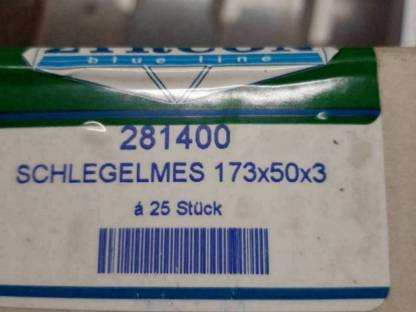 blue line
281400
SCHLEGELMES 173x50x3
á 25 Stück